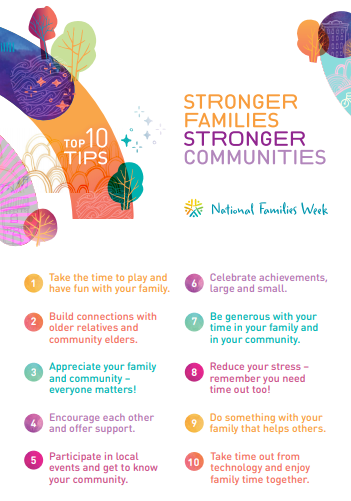 TOP 10
TIPS
STRONGER
FAMILIES
STRONGER
COMMUNITIES
National Families Week
1 Take the time to play and
have fun with your family.
2 Build connections with
older relatives and
community elders.
3 Appreciate your family
and community –
everyone matters!
4 Encourage each other
and offer support.
5 Participate in local
events and get to know
your community.
6 Celebrate achievements,
large and small.
7 Be generous with your
time in your family and
in your community.
8 Reduce your stress –
remember you need
time out too!
9 Do something with your
family that helps others.
10 Take time out from
technology and enjoy
family time together.